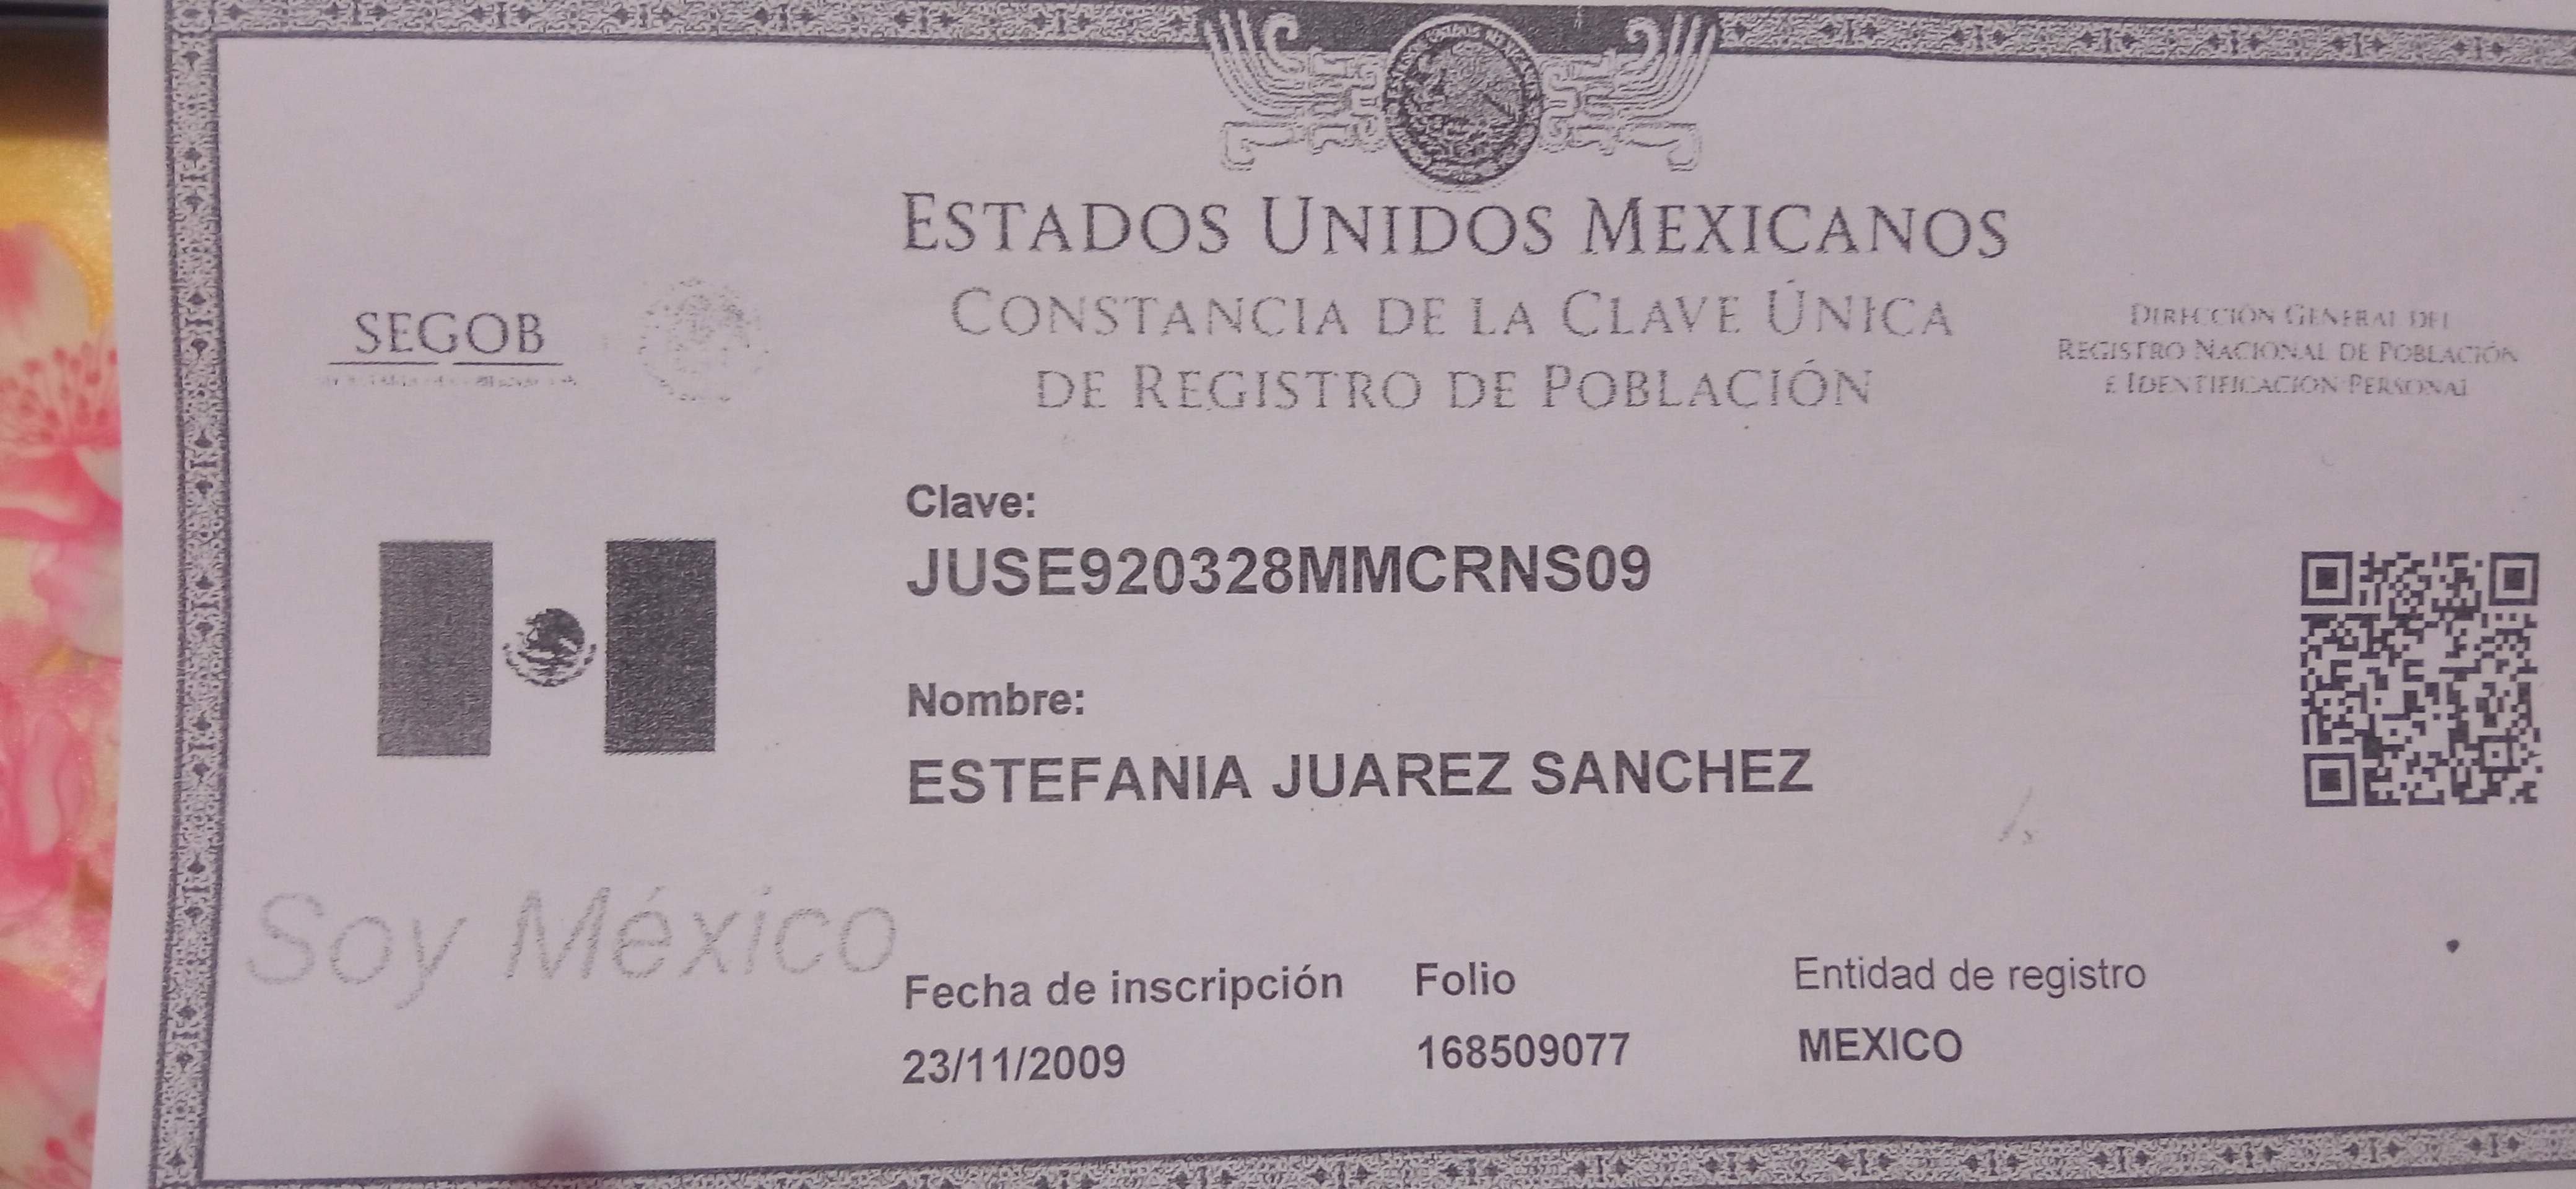 ESTADOS UNIDOS MEXICANOS
CONSTANCIA DE LA CLAVE ÚNICA
DE REGISTRO DE POBLACIÓN
SEGOB
DIRECCIÓN GENERAL DEL
REGISTRO NACIONAL DE POBLACIÓN
E IDENTIFICACIÓN PERSONAL
Clave:
JUSE920328MMCRNS09
Nombre:
ESTEFANIA JUAREZ SANCHEZ
Soy México
Fecha de inscripción Folio Entidad de registro
23/11/2009 168509077 MEXICO